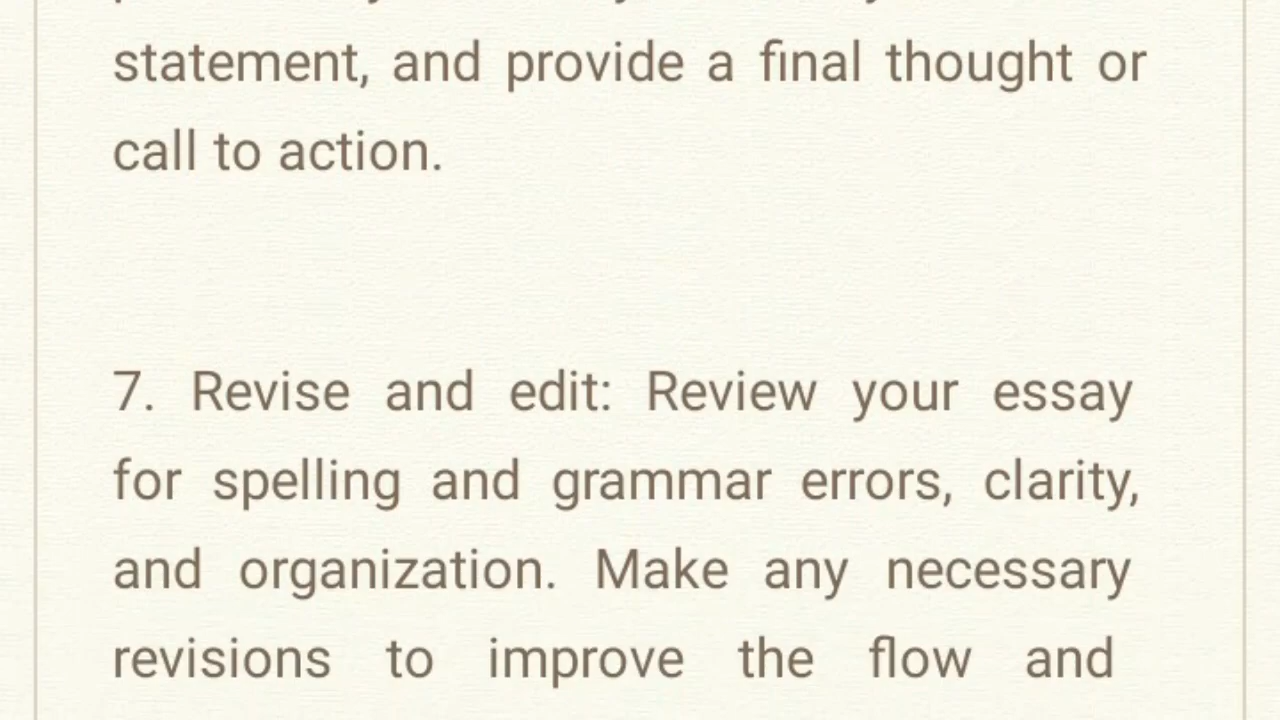 statement, and provide a final thought or
call to action.
7. Revise and edit: Review your essay
for spelling and grammar errors, clarity,
and organization. Make any necessary
revisions to improve the flow and